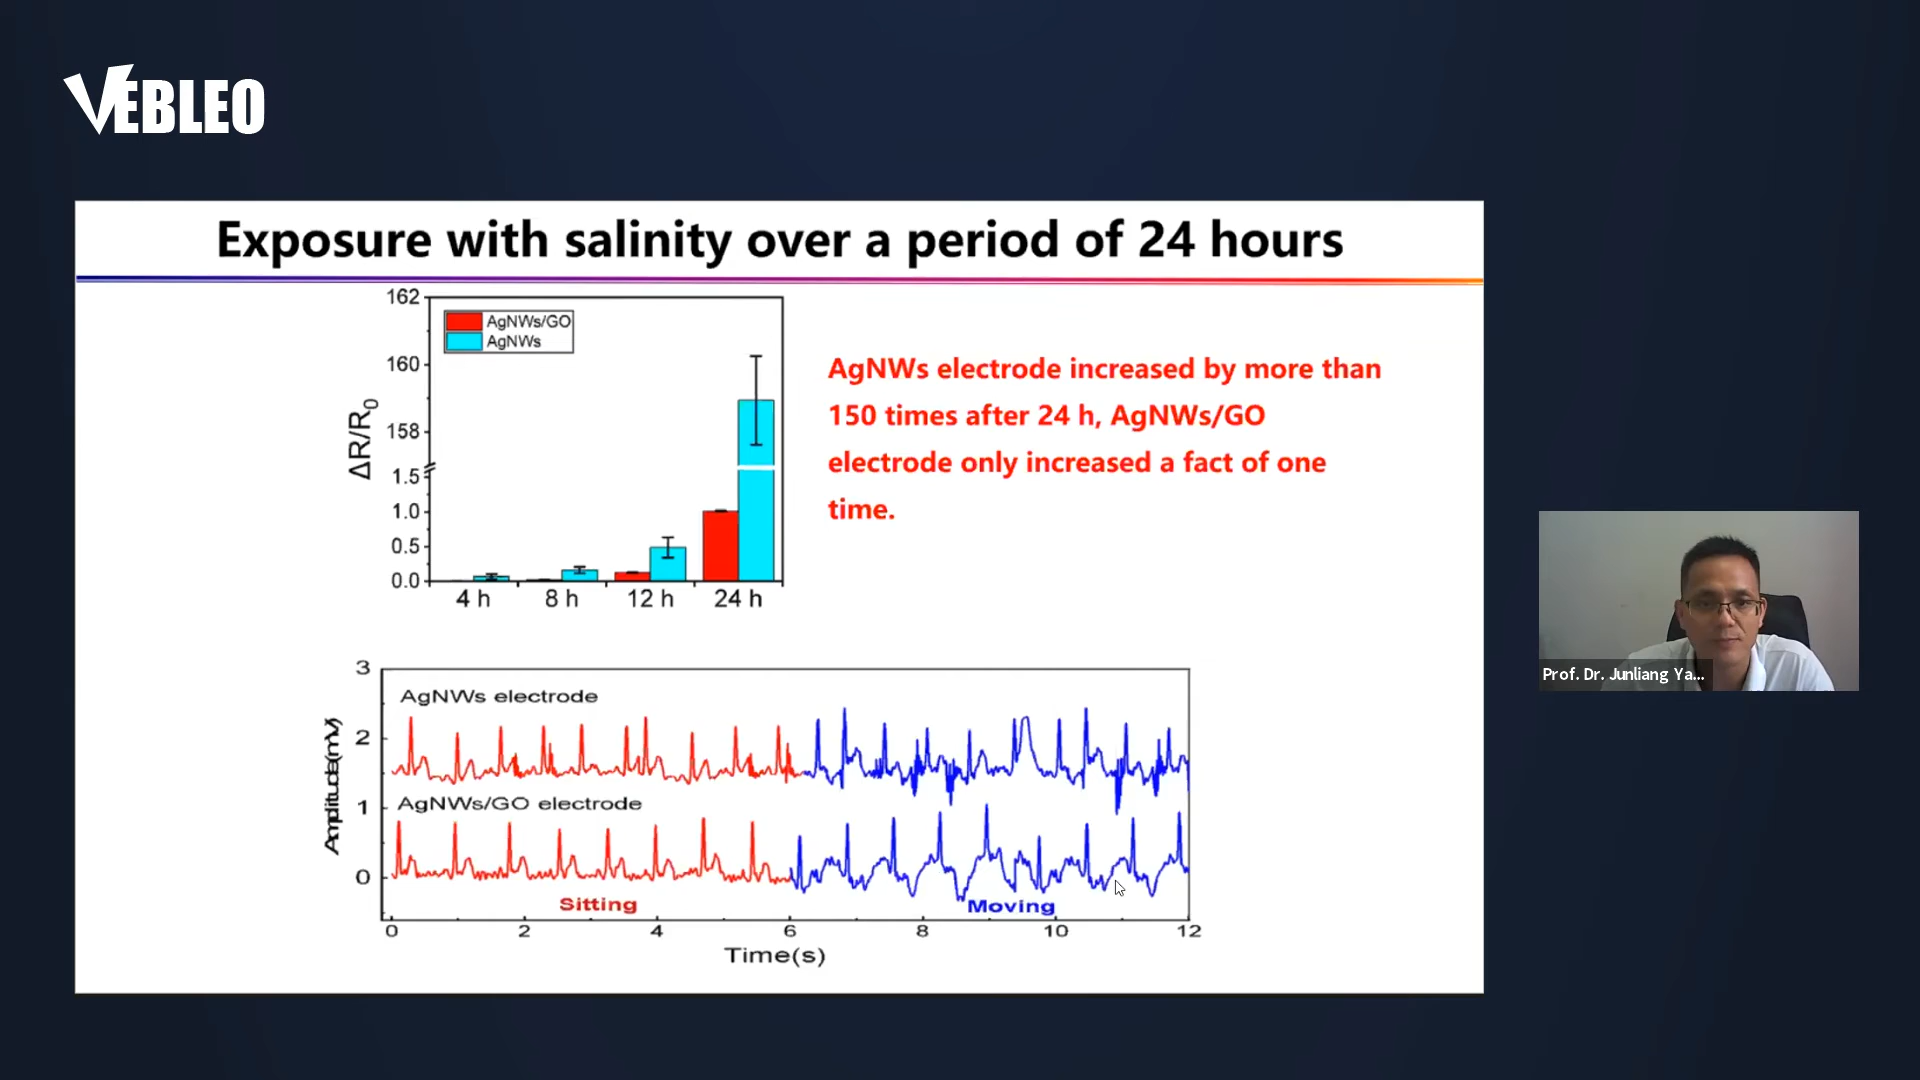 VEBLEO
Exposure with salinity over a period of 24 hours
162
160
158
1.5
1.0
0.5
0.0
ΔR/R0
AgNWs/GO
AgNWs
4 h 8 h 12 h 24 h
AgNWs electrode increased by more than
150 times after 24 h, AgNWs/GO
electrode only increased a fact of one
time.
3
2
1
0
Amplitude(mV)
AgNWs electrode
AgNWs/GO electrode
Sitting
Moving
0 2 4 6 8 10 12
Time(s)
Prof. Dr. Junliang Ya...